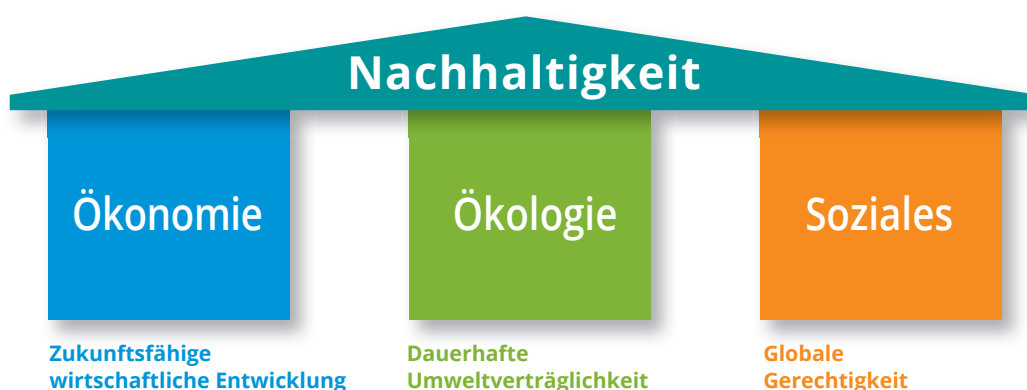 Nachhaltigkeit
Ökonomie
Ökologie
Soziales
Zukunftsfähige
wirtschaftliche Entwicklung
Dauerhafte
Umweltverträglichkeit
Globale
Gerechtigkeit